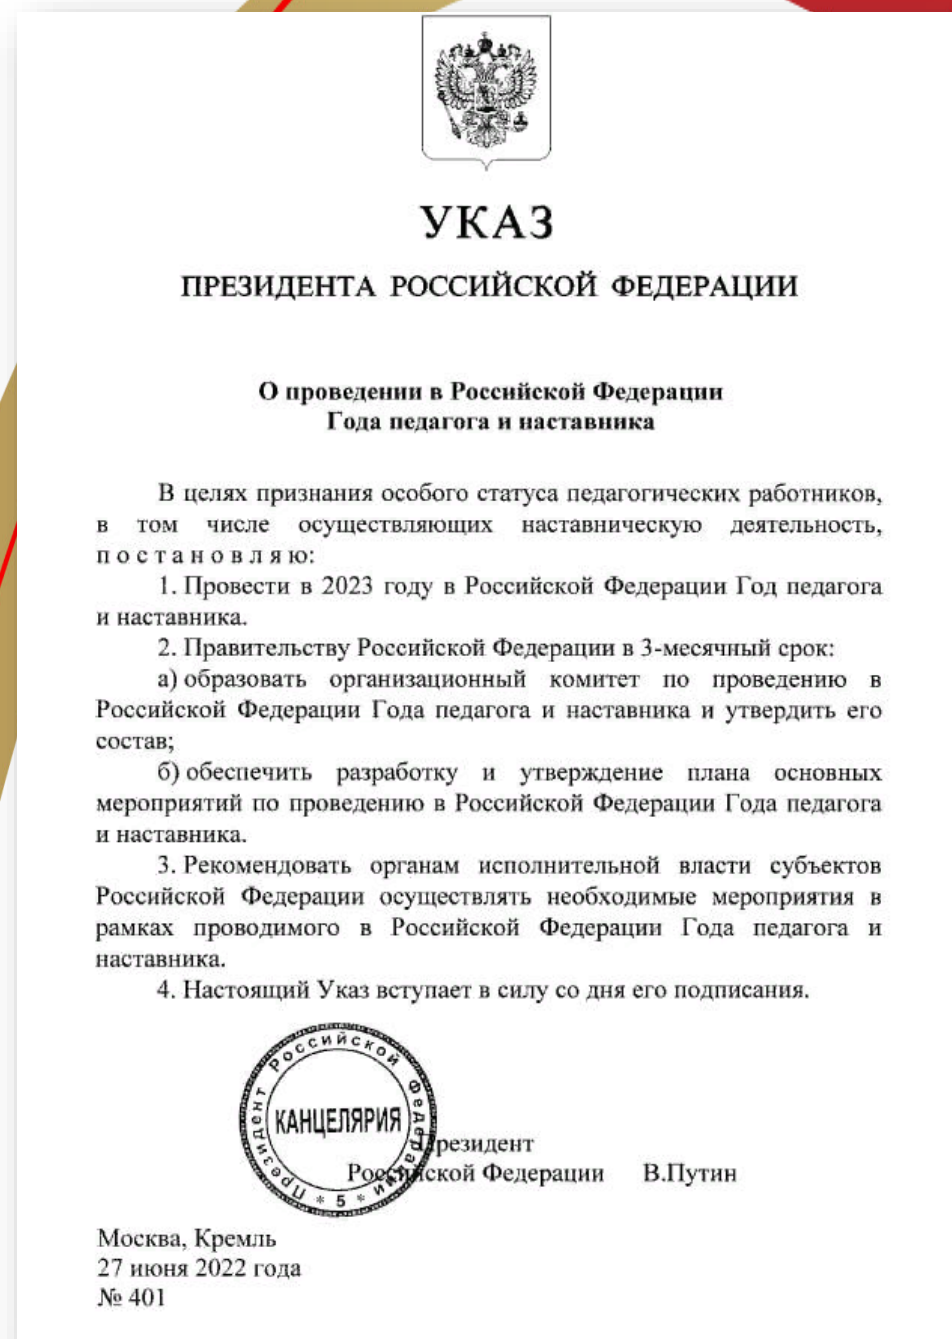 УКАЗ
ПРЕЗИДЕНТА РОССИЙСКОЙ ФЕДЕРАЦИИ
О проведении в Российской Федерации
Года педагога и наставника
В целях признания особого статуса педагогических работников,
в том числе осуществляющих наставническую деятельность,
п о с т а н о в л я ю:
1. Провести в 2023 году в Российской Федерации Год педагога
и наставника.
2. Правительству Российской Федерации в 3-месячный срок:
а) образовать организационный комитет по проведению в
Российской Федерации Года педагога и наставника и утвердить его
состав;
б) обеспечить разработку и утверждение плана основных
мероприятий по проведению в Российской Федерации Года педагога
и наставника.
3. Рекомендовать органам исполнительной власти субъектов
Российской Федерации осуществлять необходимые мероприятия в
рамках проводимого в Российской Федерации Года педагога и
наставника.
4. Настоящий Указ вступает в силу со дня его подписания.
Президент Российской Федерации
КАНЦЕЛЯРИЯ
* 5 *
Президент
Российской Федерации В.Путин
Москва, Кремль
27 июня 2022 года
№ 401